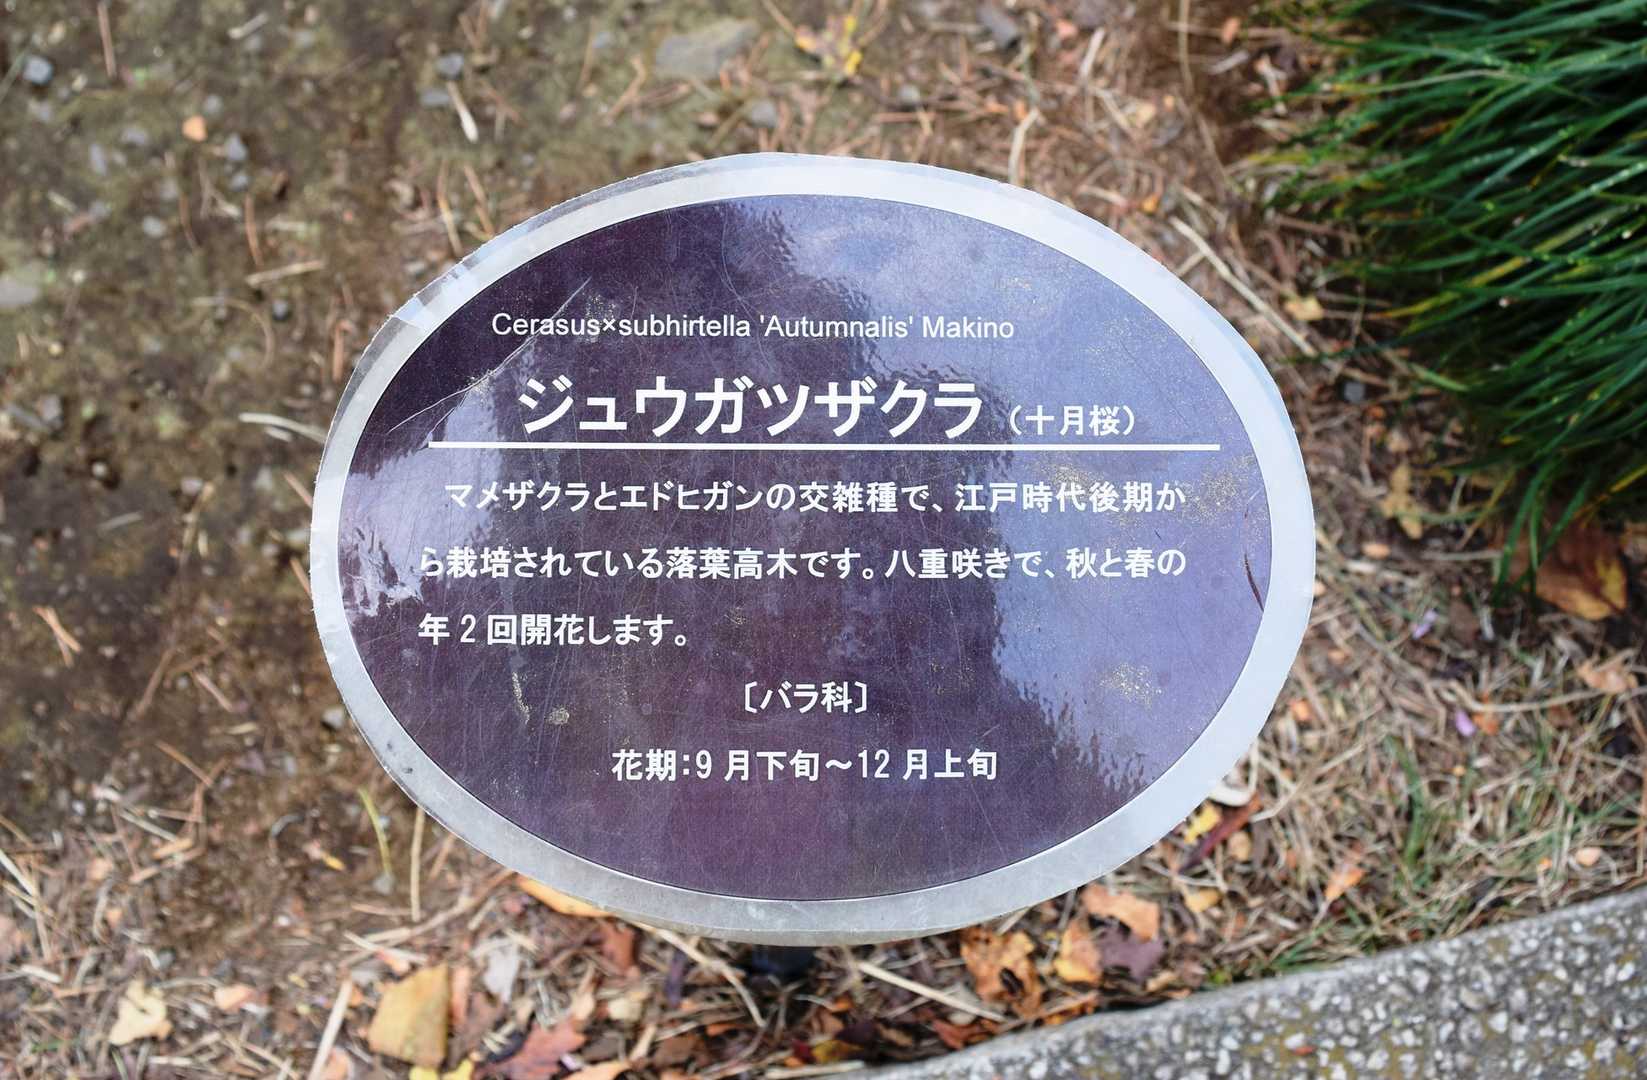 Cerasus×subhirtella 'Autumnalis' Makino
ジュウガツザクラ（十月桜）
マメザクラとエドヒガンの交雑種で、江戸時代後期か
ら栽培されている落葉高木です。八重咲きで、秋と春の
年２回開花します。
〔バラ科〕
花期：9月下旬～12月上旬